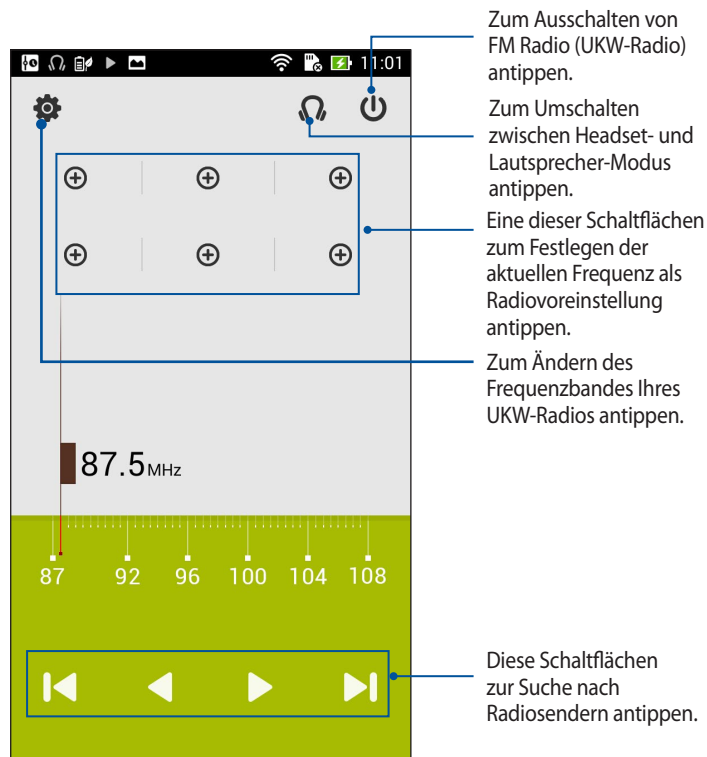 Zum Ausschalten von
FM Radio (UKW-Radio)
antippen.
11:01
Zum Umschalten
zwischen Headset- und
Lautsprecher-Modus
antippen.
Eine dieser Schaltflächen
zum Festlegen der
aktuellen Frequenz als
Radiovoreinstellung
antippen.
Zum Ändern des
Frequenzbandes Ihres
UKW-Radios antippen.
87.5 MHz
87 92 96 100 104 108
Diese Schaltflächen
zur Suche nach
Radiosendern antippen.